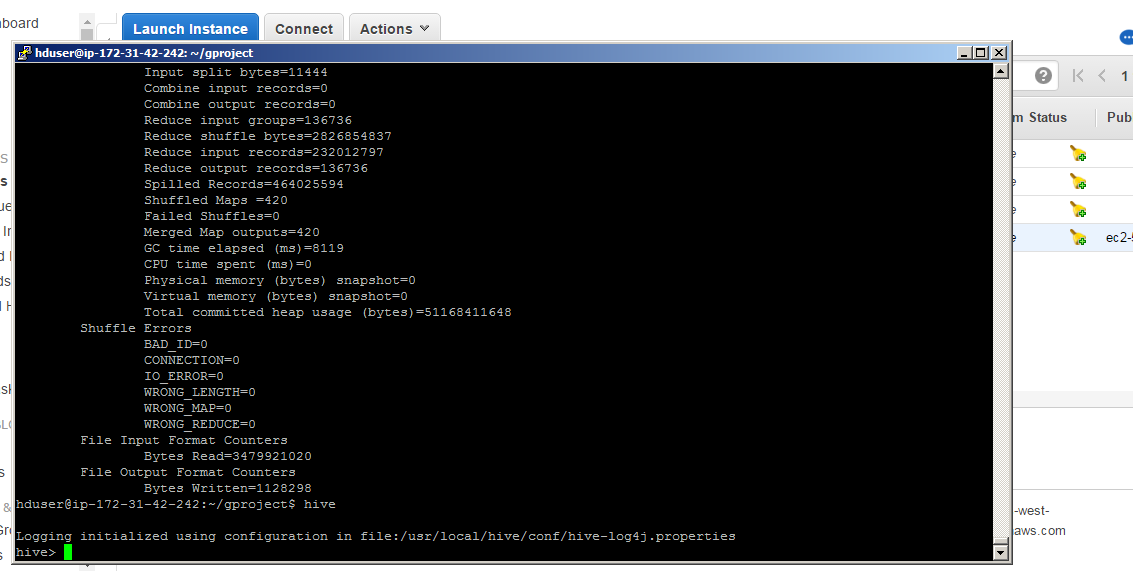 board
Launch Instance Connect Actions
hduser@ip-172-31-42-242: ~/gproject
Input split bytes=11444
Combine input records=0
Combine output records=0
Reduce input groups=136736
Reduce shuffle bytes=2826854837
Reduce input records=232012797
Reduce output records=136736
Spilled Records=464025594
Shuffled Maps =420
Failed Shuffles=0
Merged Map outputs=420
GC time elapsed (ms)=8119
CPU time spent (ms)=0
Physical memory (bytes) snapshot=0
Virtual memory (bytes) snapshot=0
Total committed heap usage (bytes)=51168411648
Shuffle Errors
BAD_ID=0
CONNECTION=0
IO_ERROR=0
WRONG_LENGTH=0
WRONG_MAP=0
WRONG_REDUCE=0
File Input Format Counters
Bytes Read=3479921020
File Output Format Counters
Bytes Written=1128298
hduser@ip-172-31-42-242:~/gproject$ hive
Logging initialized using configuration in file:/usr/local/hive/conf/hive-log4j.properties
hive>
1
m Status
Pub
ec2-
-west-
aws.com